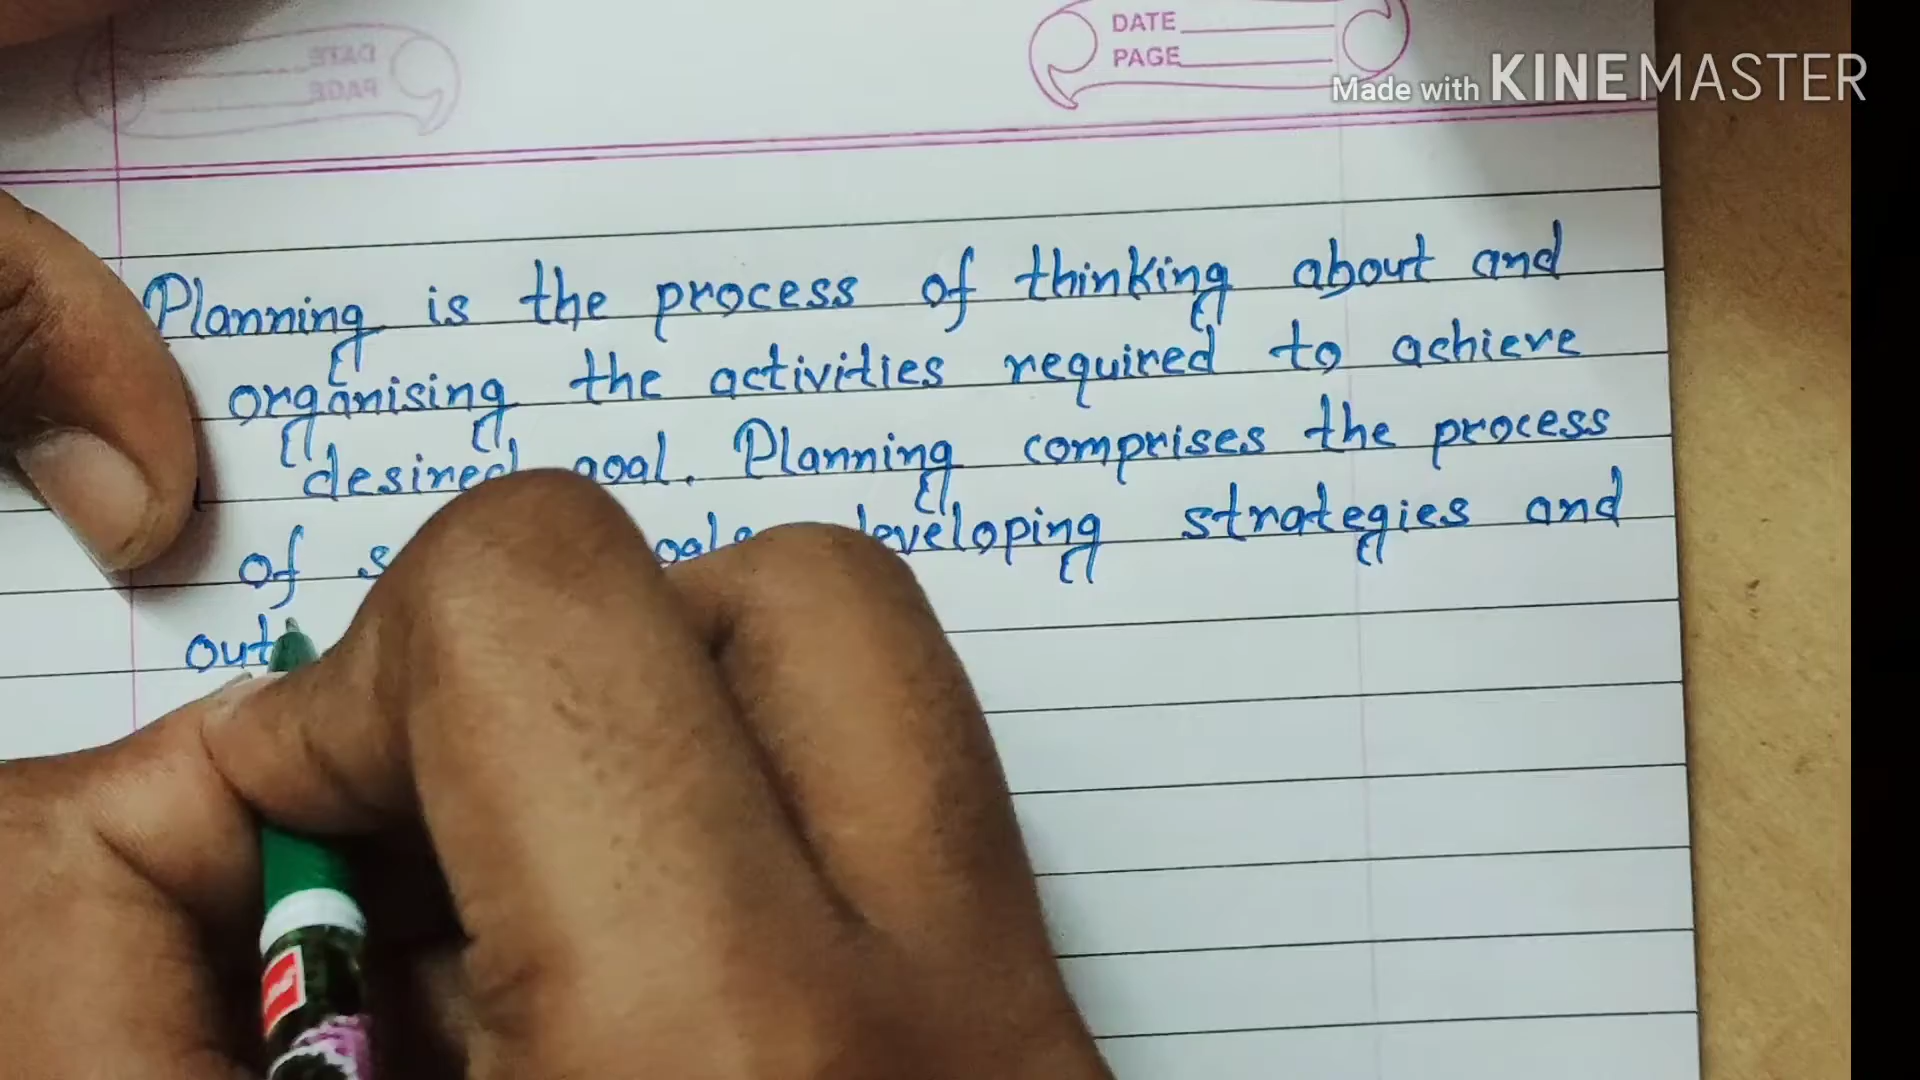 DATE
PAGE
Made with KINEMASTER
Planning is the process of thinking about and
organising the activities required to achieve
desired goal. Planning comprises the process
of developing strategies and
out